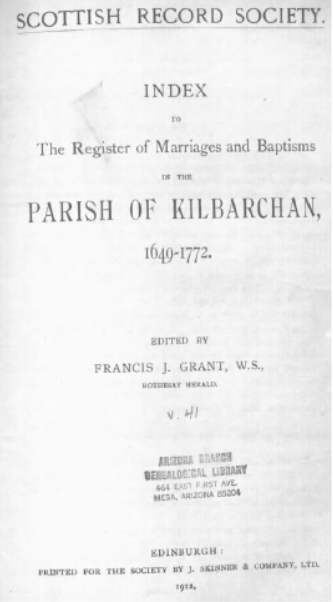 SCOTTISH RECORD SOCIETY.
INDEX
TO
The Register of Marriages and Baptisms
IN THE
PARISH OF KILBARCHAN,
1649-1772.
EDITED BY
FRANCIS J. GRANT, W.S.,
ROTHESAY HERALD.
v. 41
ARIZONA BRANCH
GENEALOGICAL LIBRARY
464 EAST FIRST AVE.
MESA, ARIZONA 85204
EDINBURGH:
PRINTED FOR THE SOCIETY BY J. SKINNER & COMPANY, LTD.
1912.